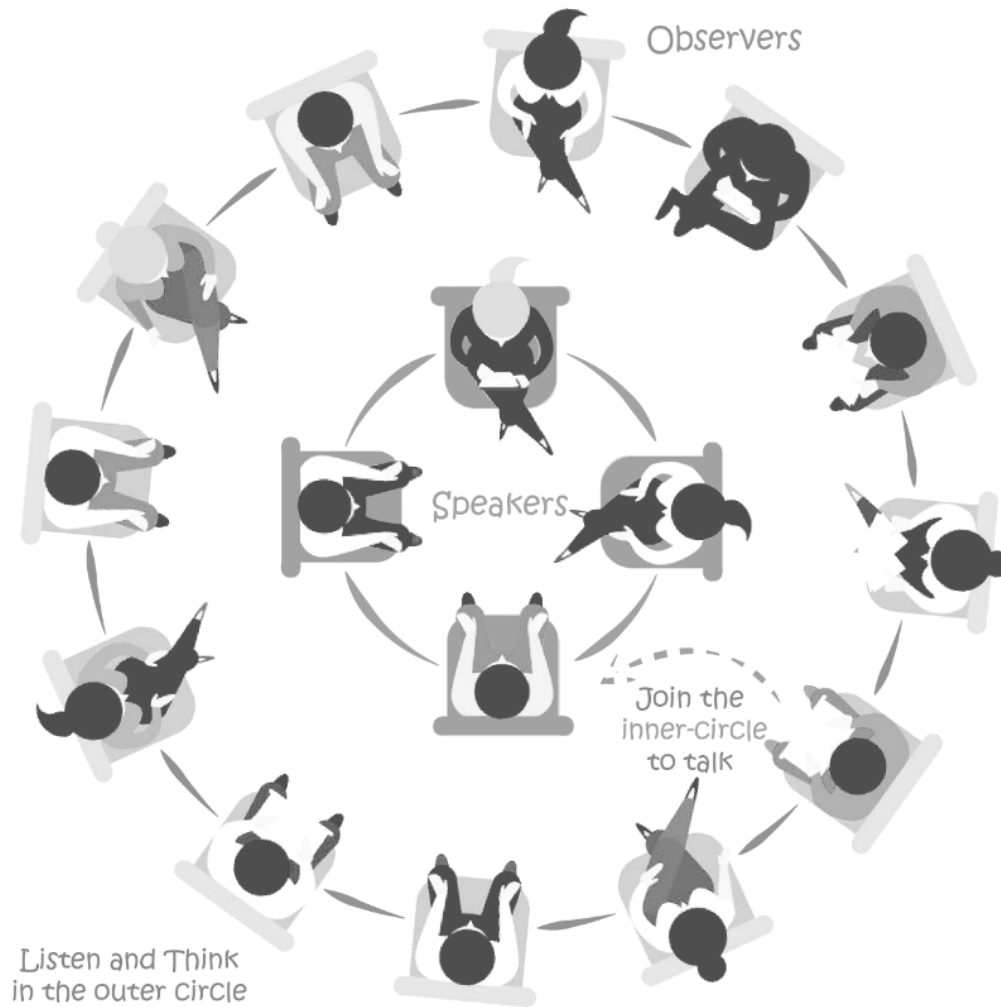 Observers
Speakers
Join the
inner-circle
to talk
Listen and Think
in the outer circle